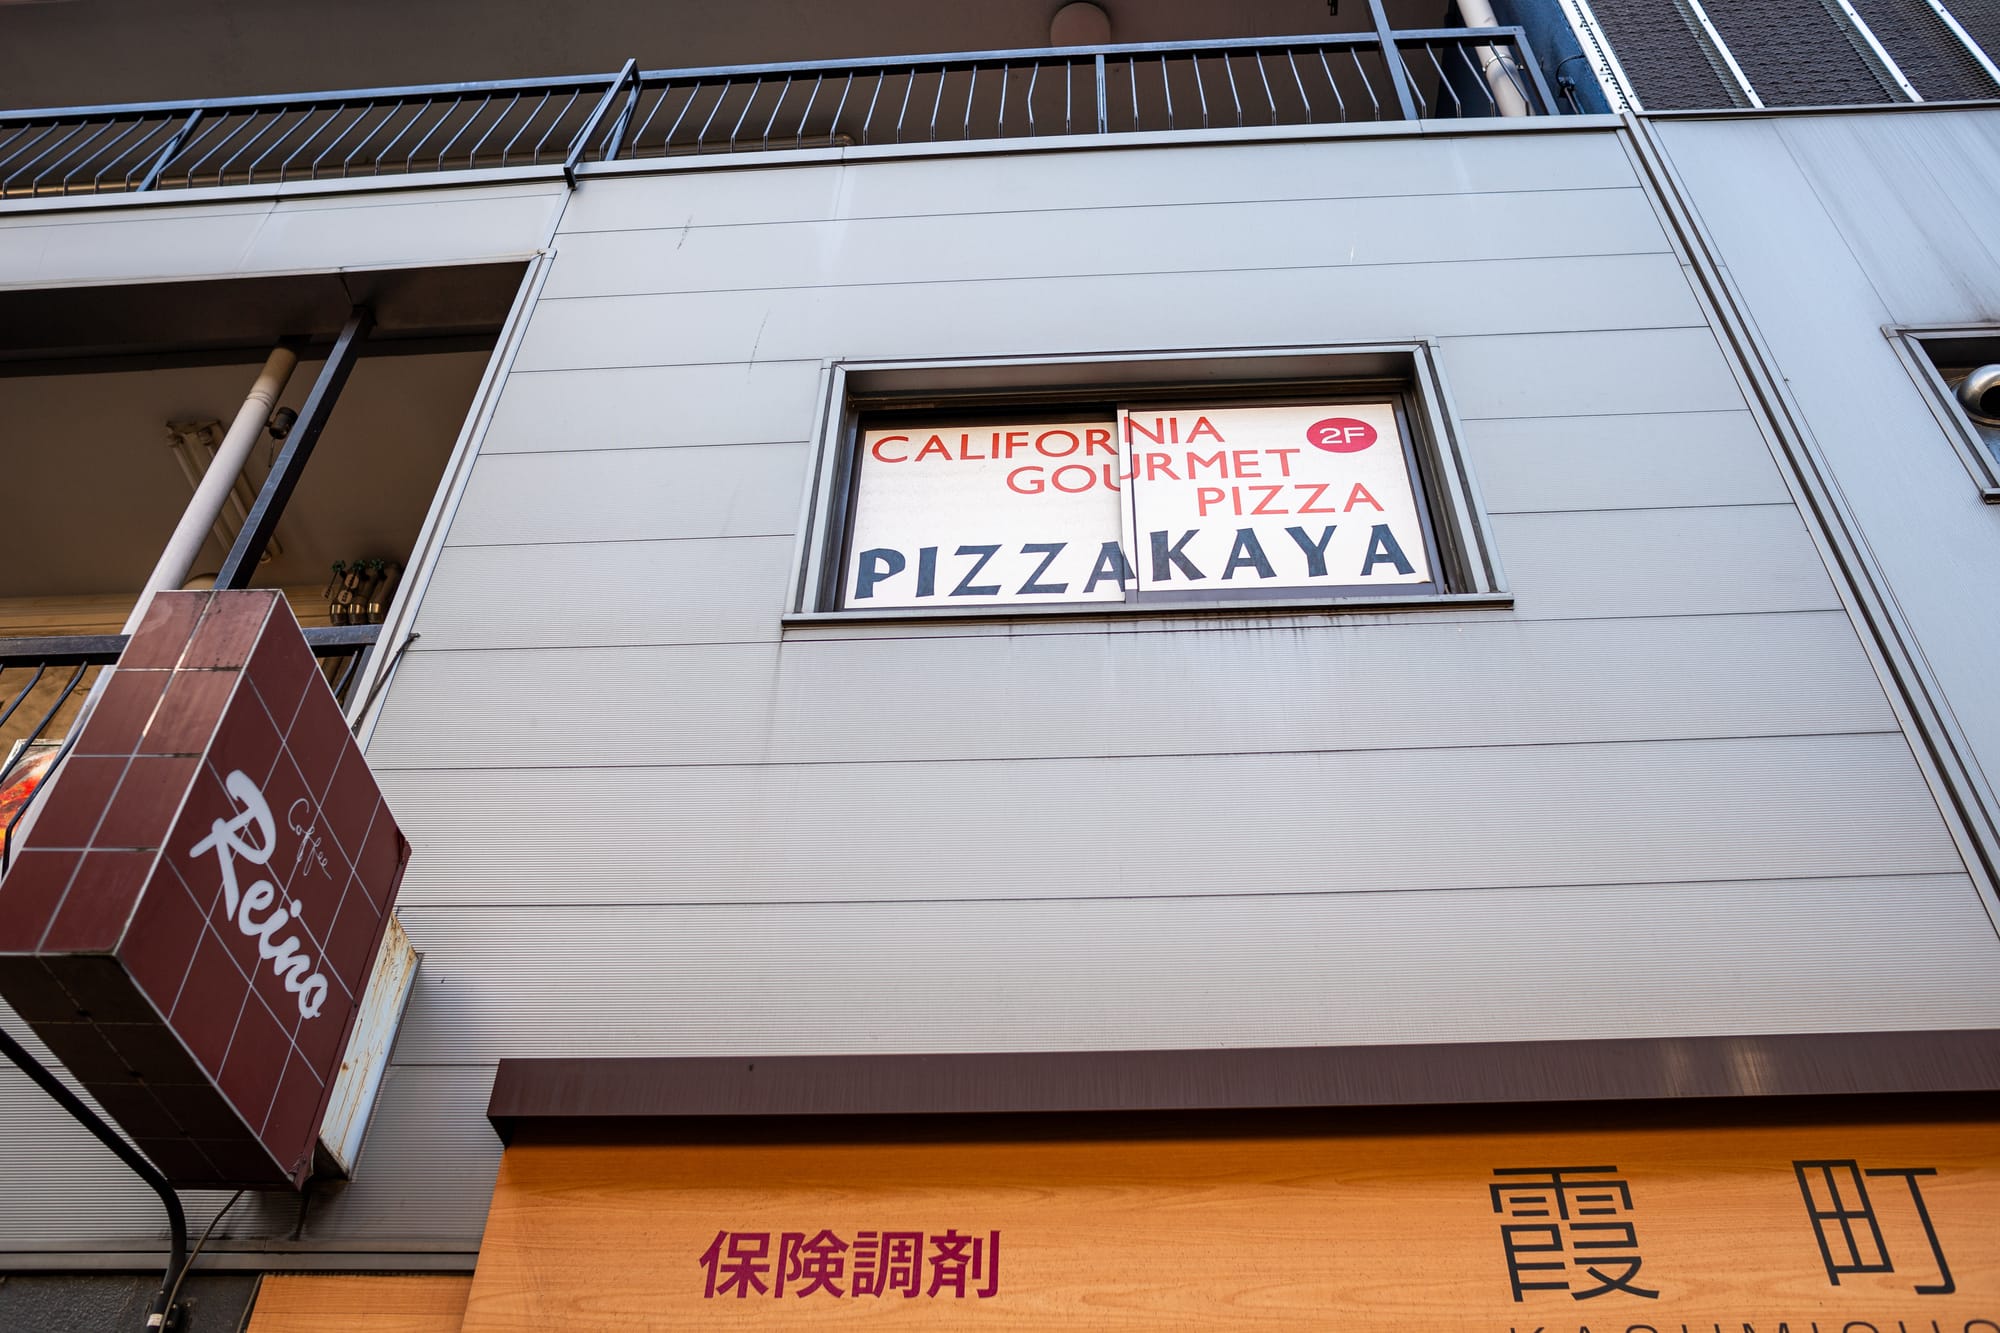 CALIFORNIA
2F
GOURMET
PIZZA
PIZZAKAYA
Coffee
Reino
保険調剤
霞町